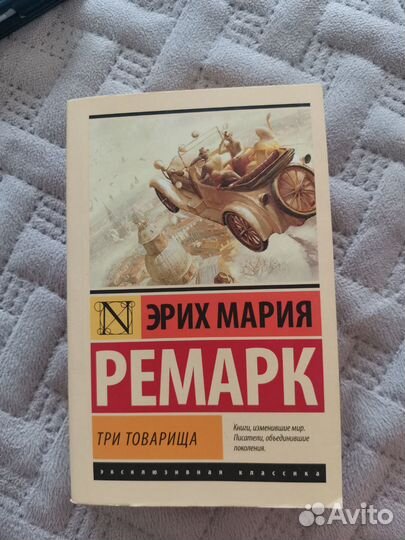 N
ЭРИХ МАРИЯ
РЕМАРК
ТРИ ТОВАРИЩА
Книги, изменившие мир.
Писатели, объединившие
поколения.
эксклюзивная классика
Avito